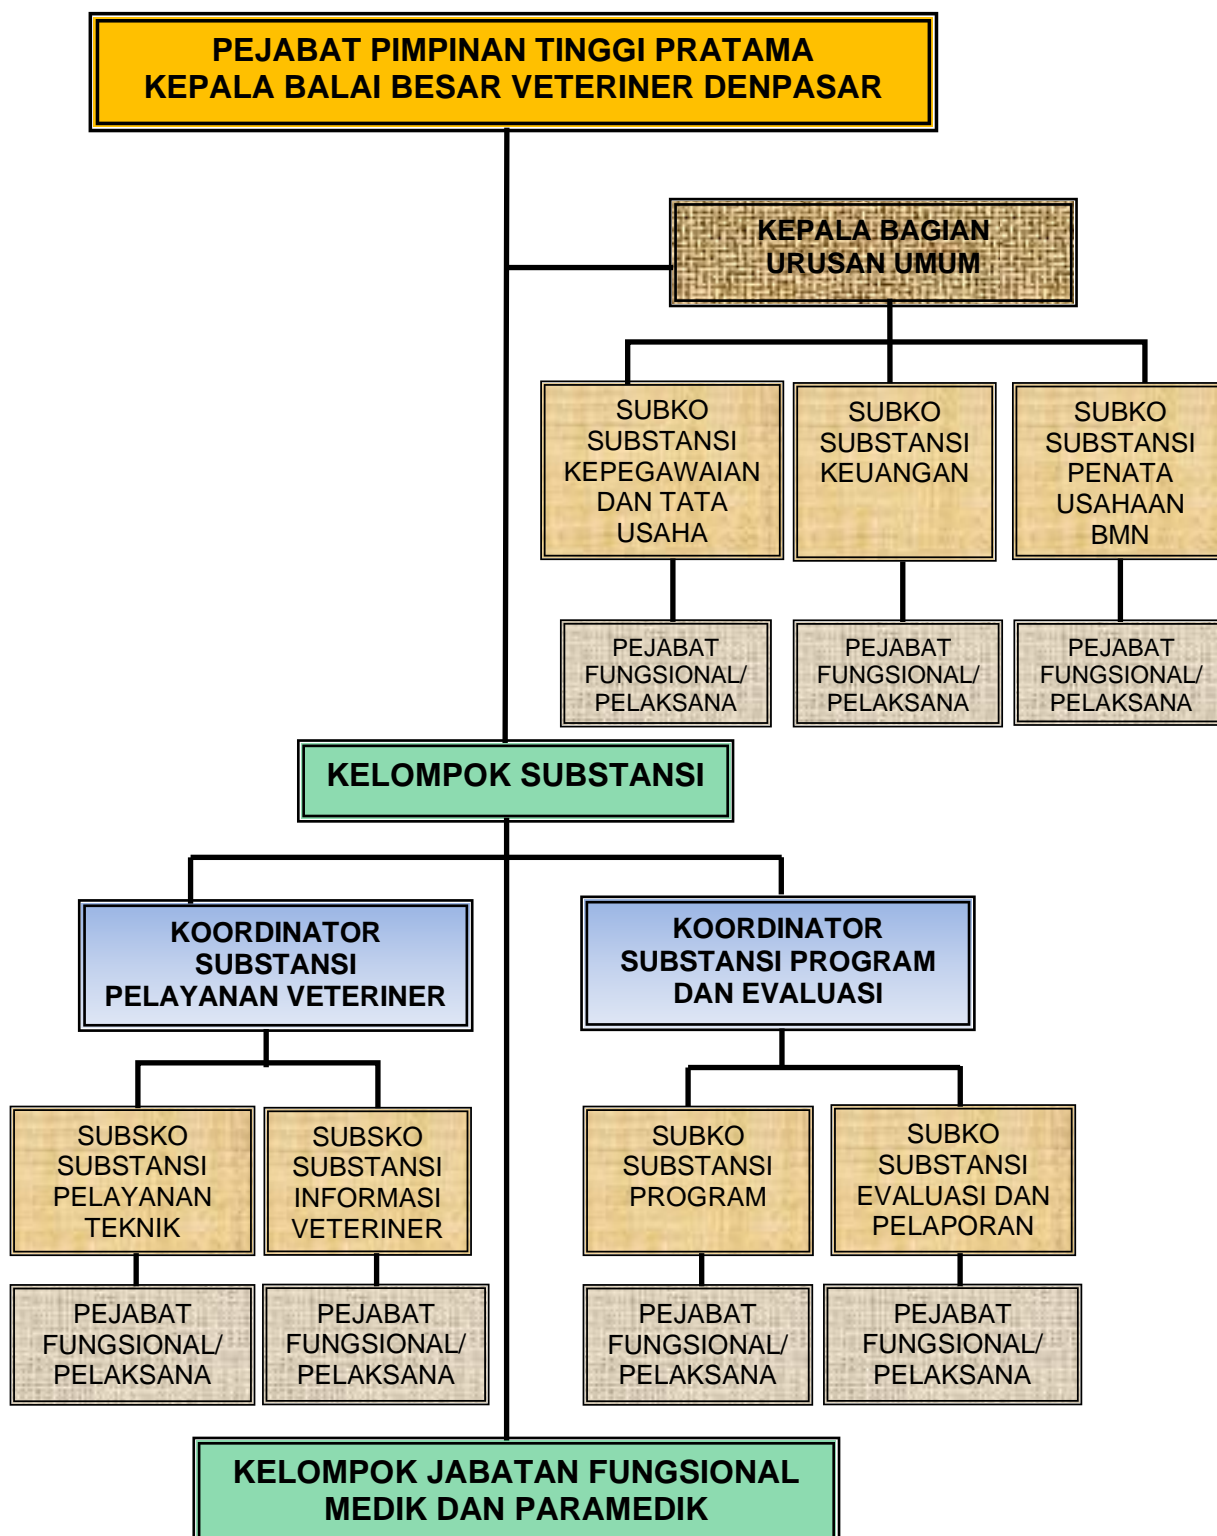 PEJABAT PIMPINAN TINGGI PRATAMA
KEPALA BALAI BESAR VETERINER DENPASAR
KEPALA BAGIAN
URUSAN UMUM
SUBKO
SUBSTANSI
KEPEGAWAIAN
DAN TATA
USAHA
SUBKO
SUBSTANSI
KEUANGAN
SUBKO
SUBSTANSI
PENATA
USAHAAN
BMN
PEJABAT
FUNGSIONAL/
PELAKSANA
PEJABAT
FUNGSIONAL/
PELAKSANA
PEJABAT
FUNGSIONAL/
PELAKSANA
KELOMPOK SUBSTANSI
KOORDINATOR
SUBSTANSI
PELAYANAN VETERINER
KOORDINATOR
SUBSTANSI PROGRAM
DAN EVALUASI
SUBSKO
SUBSTANSI
PELAYANAN
TEKNIK
SUBSKO
SUBSTANSI
INFORMASI
VETERINER
SUBKO
SUBSTANSI
PROGRAM
SUBKO
SUBSTANSI
EVALUASI DAN
PELAPORAN
PEJABAT
FUNGSIONAL/
PELAKSANA
PEJABAT
FUNGSIONAL/
PELAKSANA
PEJABAT
FUNGSIONAL/
PELAKSANA
PEJABAT
FUNGSIONAL/
PELAKSANA
KELOMPOK JABATAN FUNGSIONAL
MEDIK DAN PARAMEDIK